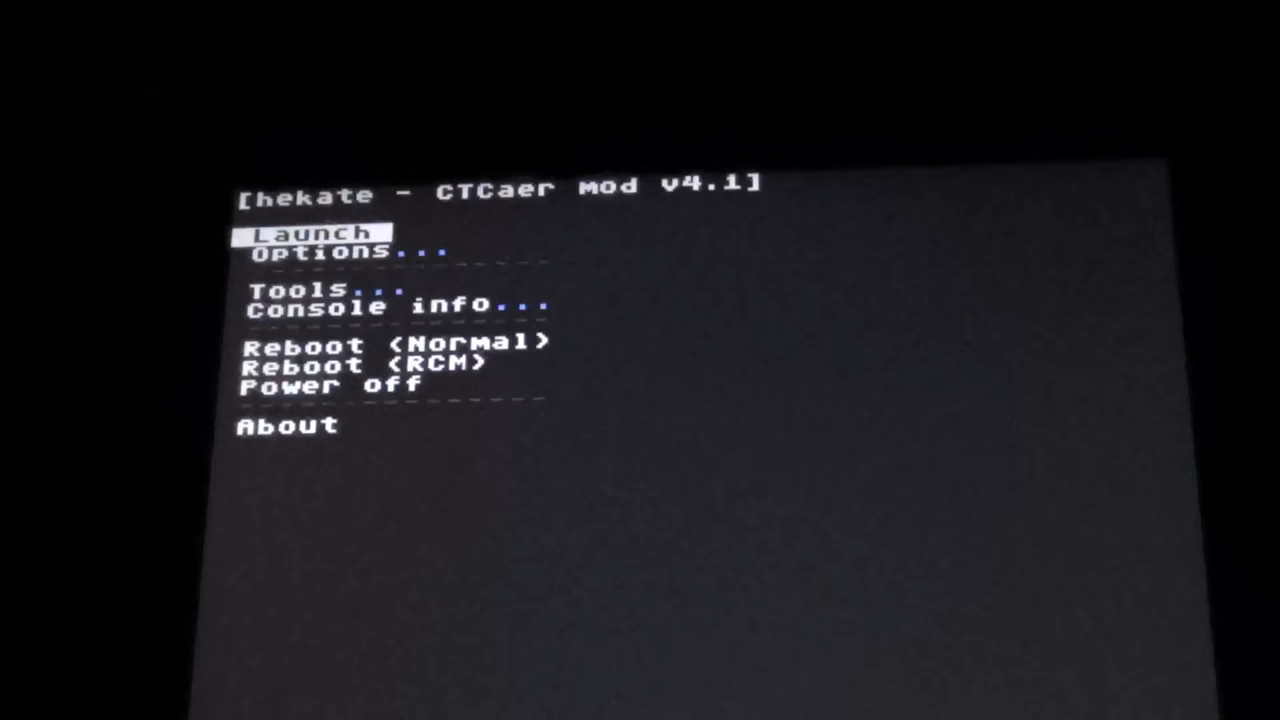 [hekate - CTCaer mod v4.1]
Launch
Options...
Tools...
Console info...
Reboot (Normal)
Reboot (RCM)
Power off
About